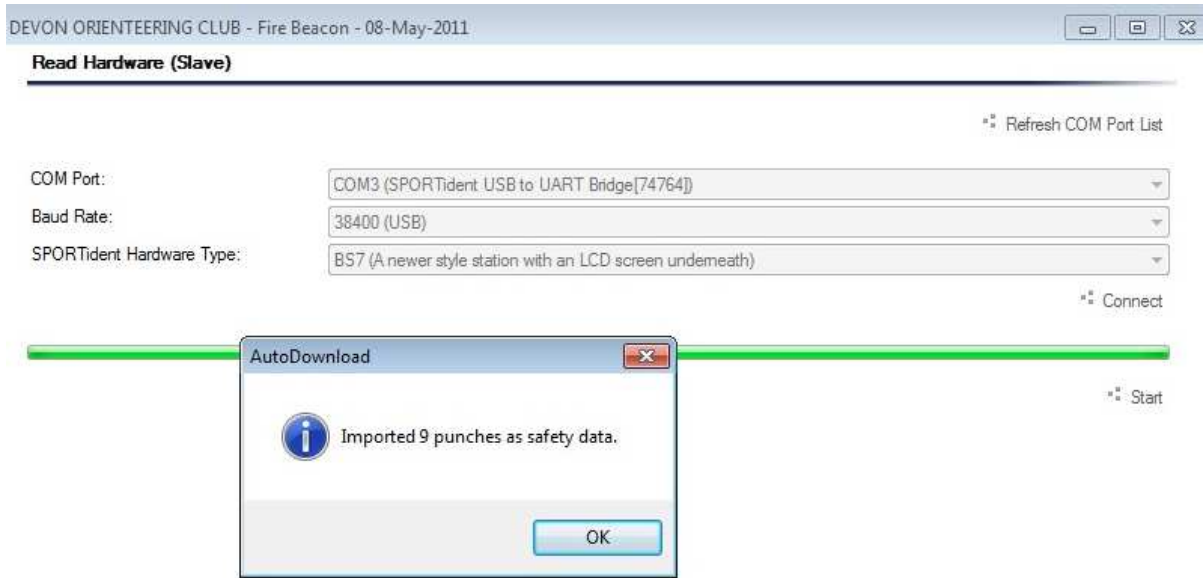 DEVON ORIENTEERING CLUB - Fire Beacon - 08-May-2011
Read Hardware (Slave)
Refresh COM Port List
COM Port:
COM3 (SPORTident USB to UART Bridge[74764])
Baud Rate:
38400 (USB)
SPORTident Hardware Type:
BS7 (A newer style station with an LCD screen underneath)
Connect
AutoDownload
Start
Imported 9 punches as safety data.
OK